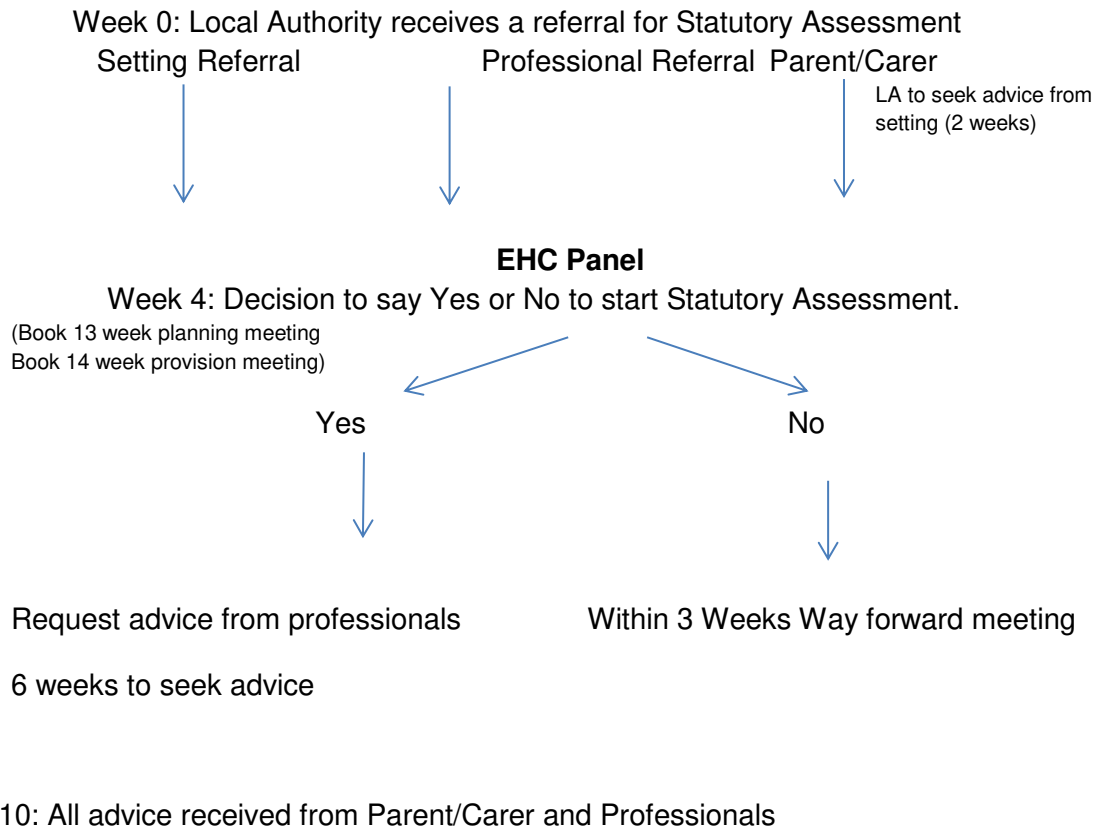 Week 0: Local Authority receives a referral for Statutory Assessment
Setting Referral Professional Referral Parent/Carer
LA to seek advice from
setting (2 weeks)
EHC Panel
Week 4: Decision to say Yes or No to start Statutory Assessment.
(Book 13 week planning meeting
Book 14 week provision meeting)
Yes No
Request advice from professionals Within 3 Weeks Way forward meeting
6 weeks to seek advice
10: All advice received from Parent/Carer and Professionals